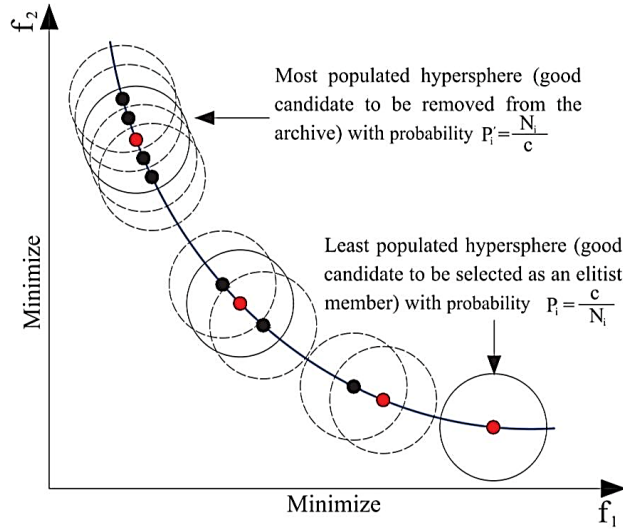 f₂
Most populated hypersphere (good
candidate to be removed from the
archive) with probability Pᵢ′ = Nᵢ/c
Least populated hypersphere (good
candidate to be selected as an elitist
member) with probability Pᵢ = c/Nᵢ
Minimize
Minimize
f₁